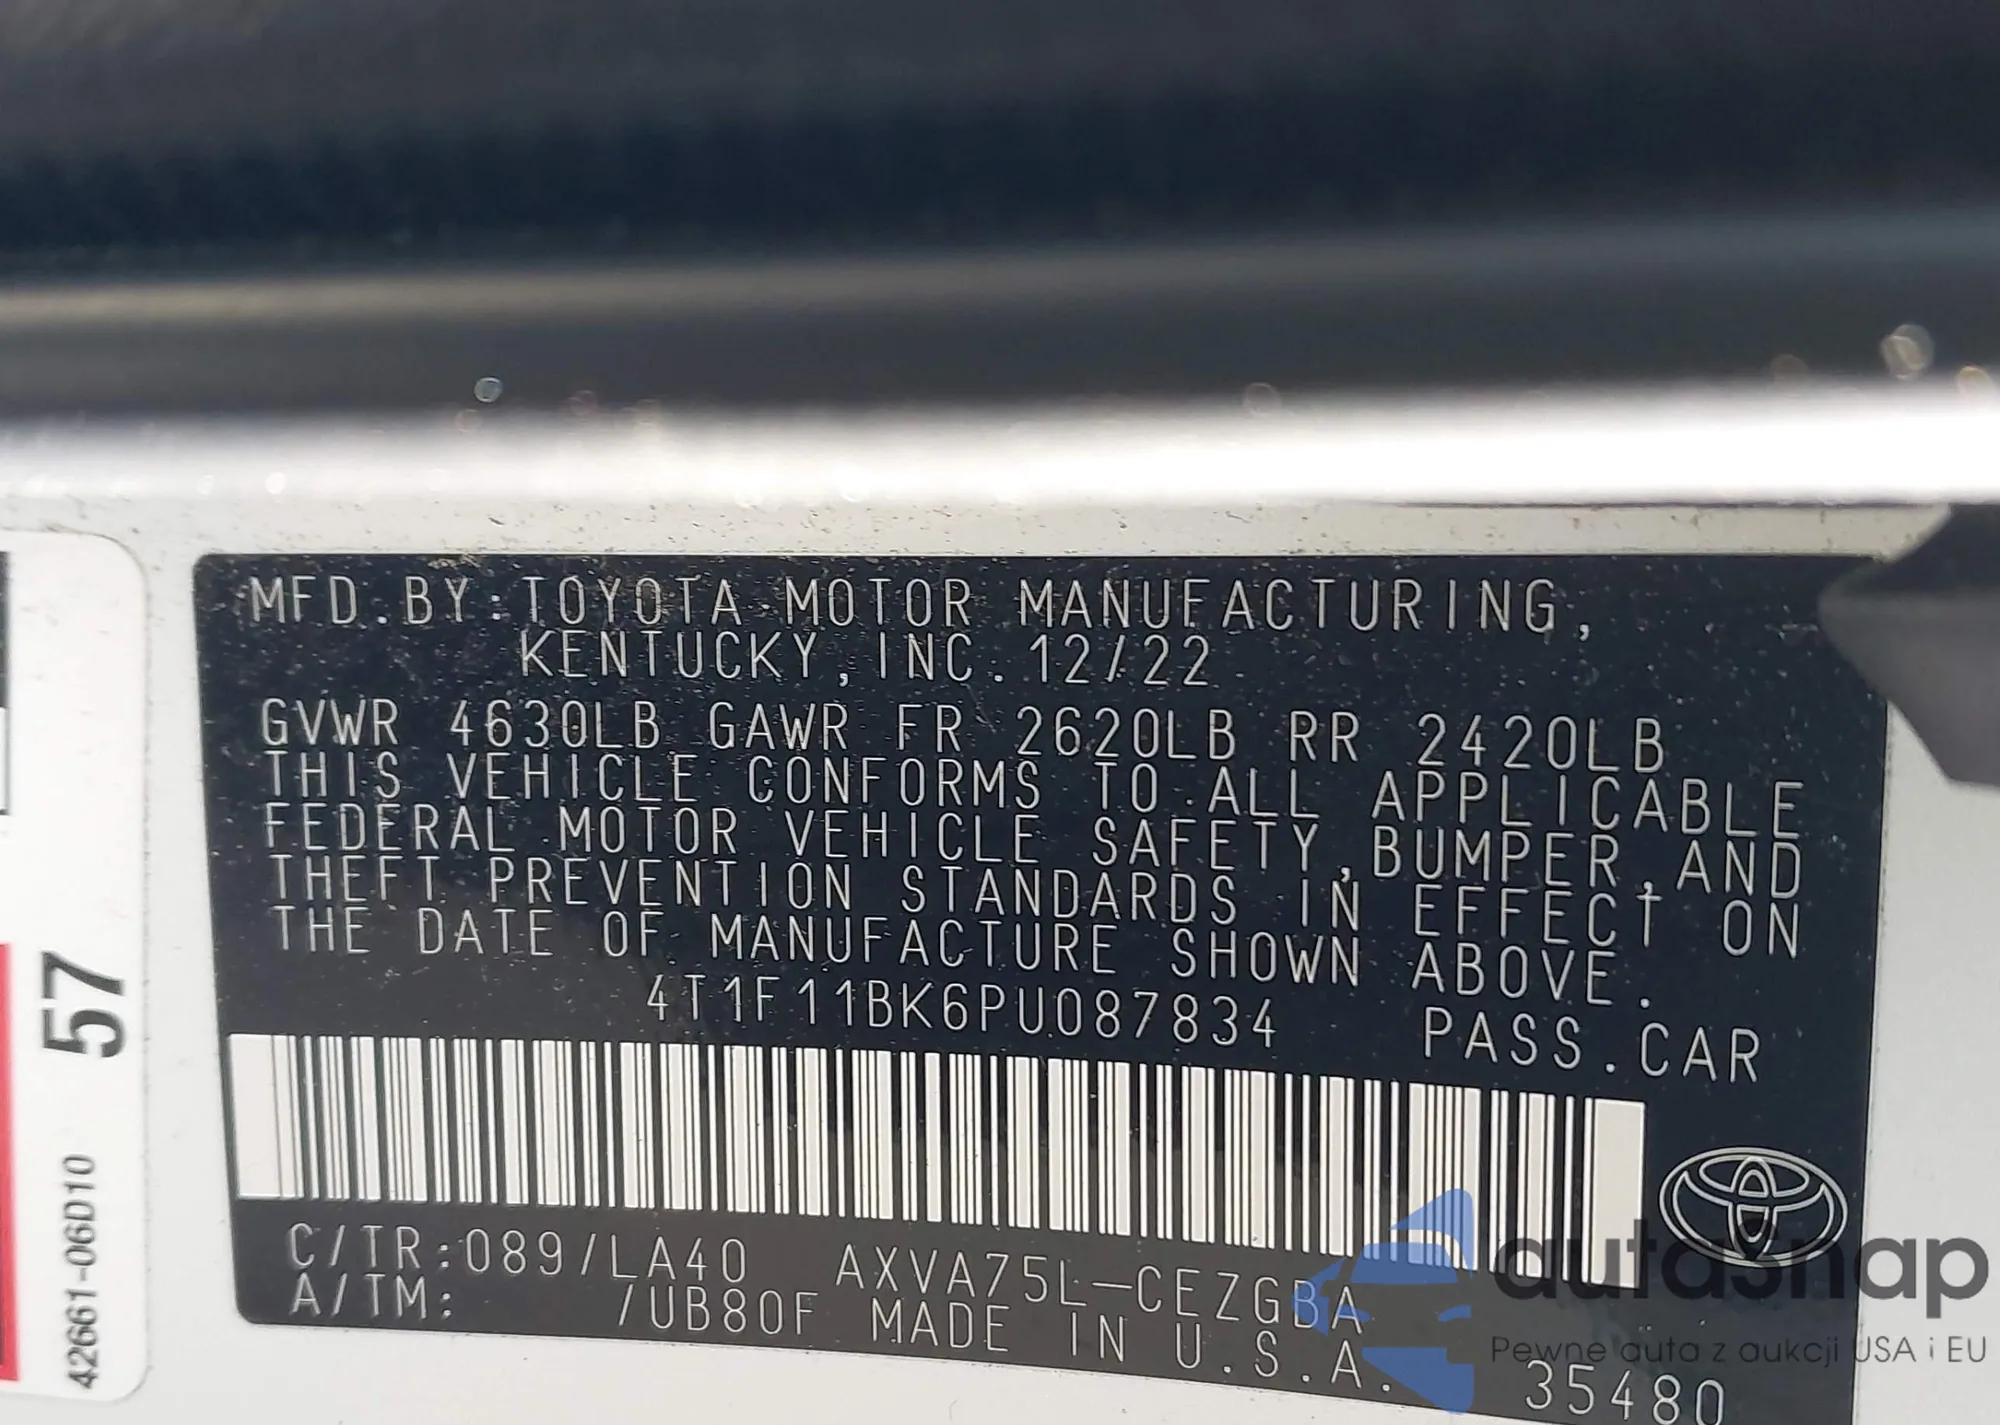 MFD.BY:TOYOTA MOTOR MANUFACTURING,
KENTUCKY,INC. 12/22
GVWR 4630LB GAWR FR 2620LB RR 2420LB
THIS VEHICLE CONFORMS TO ALL APPLICABLE
FEDERAL MOTOR VEHICLE SAFETY,BUMPER,AND
THEFT PREVENTION STANDARDS IN EFFECT ON
THE DATE OF MANUFACTURE SHOWN ABOVE.
4T1F11BK6PU087834 PASS.CAR
C/TR:089/LA40 AXVA75L-CEZGBA
A/TM: /UB80F MADE IN U.S.A.
35480
57
42661-06D10
autasnap
Pewne auta z aukcji USA i EU